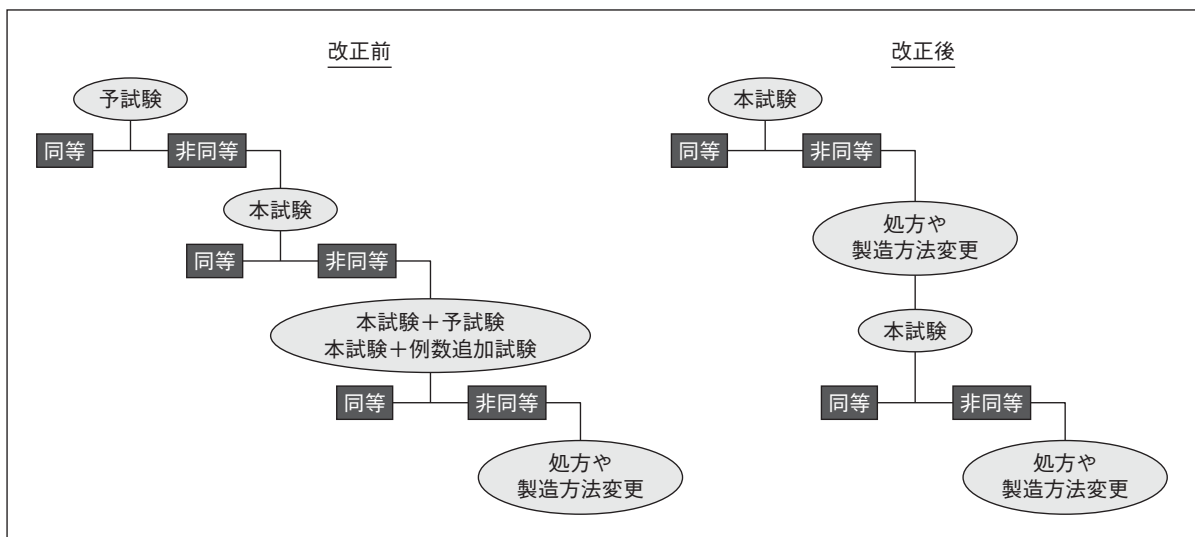 改正前
予試験
同等
非同等
本試験
同等
非同等
本試験＋予試験
本試験＋例数追加試験
同等
非同等
処方や
製造方法変更
改正後
本試験
同等
非同等
処方や
製造方法変更
本試験
同等
非同等
処方や
製造方法変更